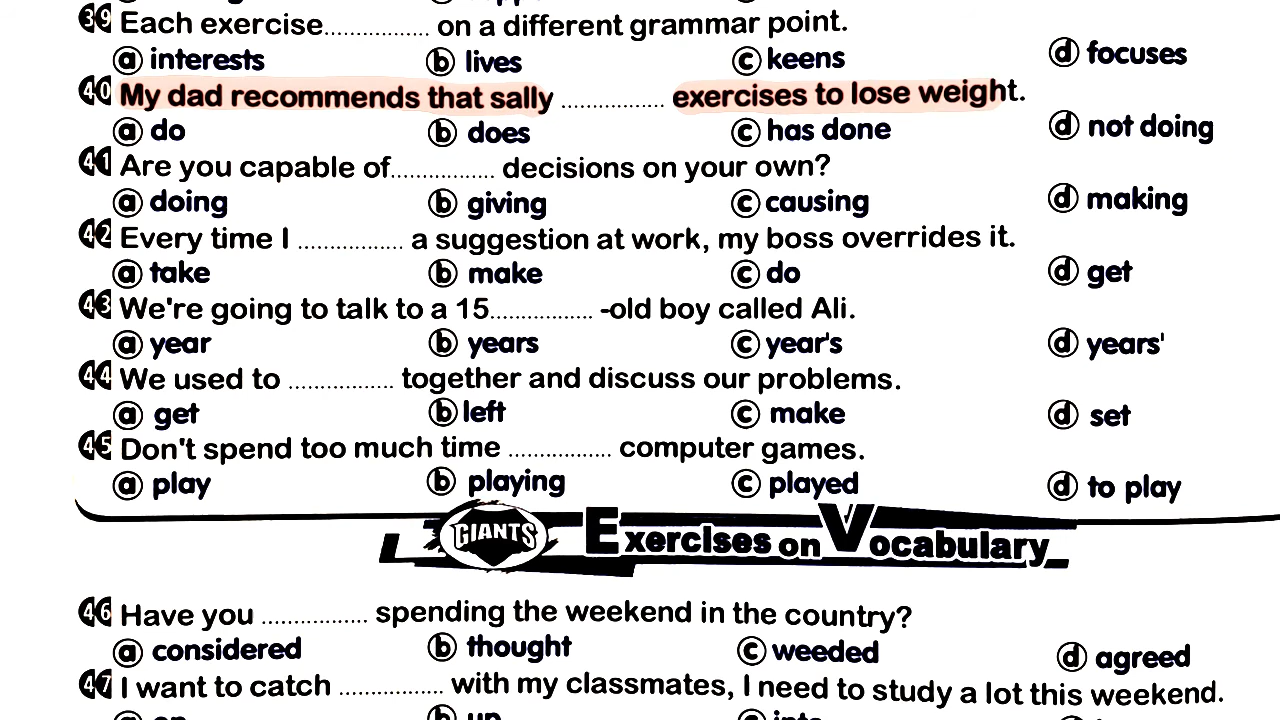 39 Each exercise................ on a different grammar point.
ⓐ interests ⓑ lives ⓒ keens ⓓ focuses
40 My dad recommends that sally ................ exercises to lose weight.
ⓐ do ⓑ does ⓒ has done ⓓ not doing
41 Are you capable of................ decisions on your own?
ⓐ doing ⓑ giving ⓒ causing ⓓ making
42 Every time I ................ a suggestion at work, my boss overrides it.
ⓐ take ⓑ make ⓒ do ⓓ get
43 We're going to talk to a 15................ -old boy called Ali.
ⓐ year ⓑ years ⓒ year's ⓓ years'
44 We used to ................ together and discuss our problems.
ⓐ get ⓑ left ⓒ make ⓓ set
45 Don't spend too much time ................ computer games.
ⓐ play ⓑ playing ⓒ played ⓓ to play
GIANTS Exercises on Vocabulary
46 Have you ................ spending the weekend in the country?
ⓐ considered ⓑ thought ⓒ weeded ⓓ agreed
47 I want to catch ................ with my classmates, I need to study a lot this weekend.
ⓐ on ⓑ up ⓒ into